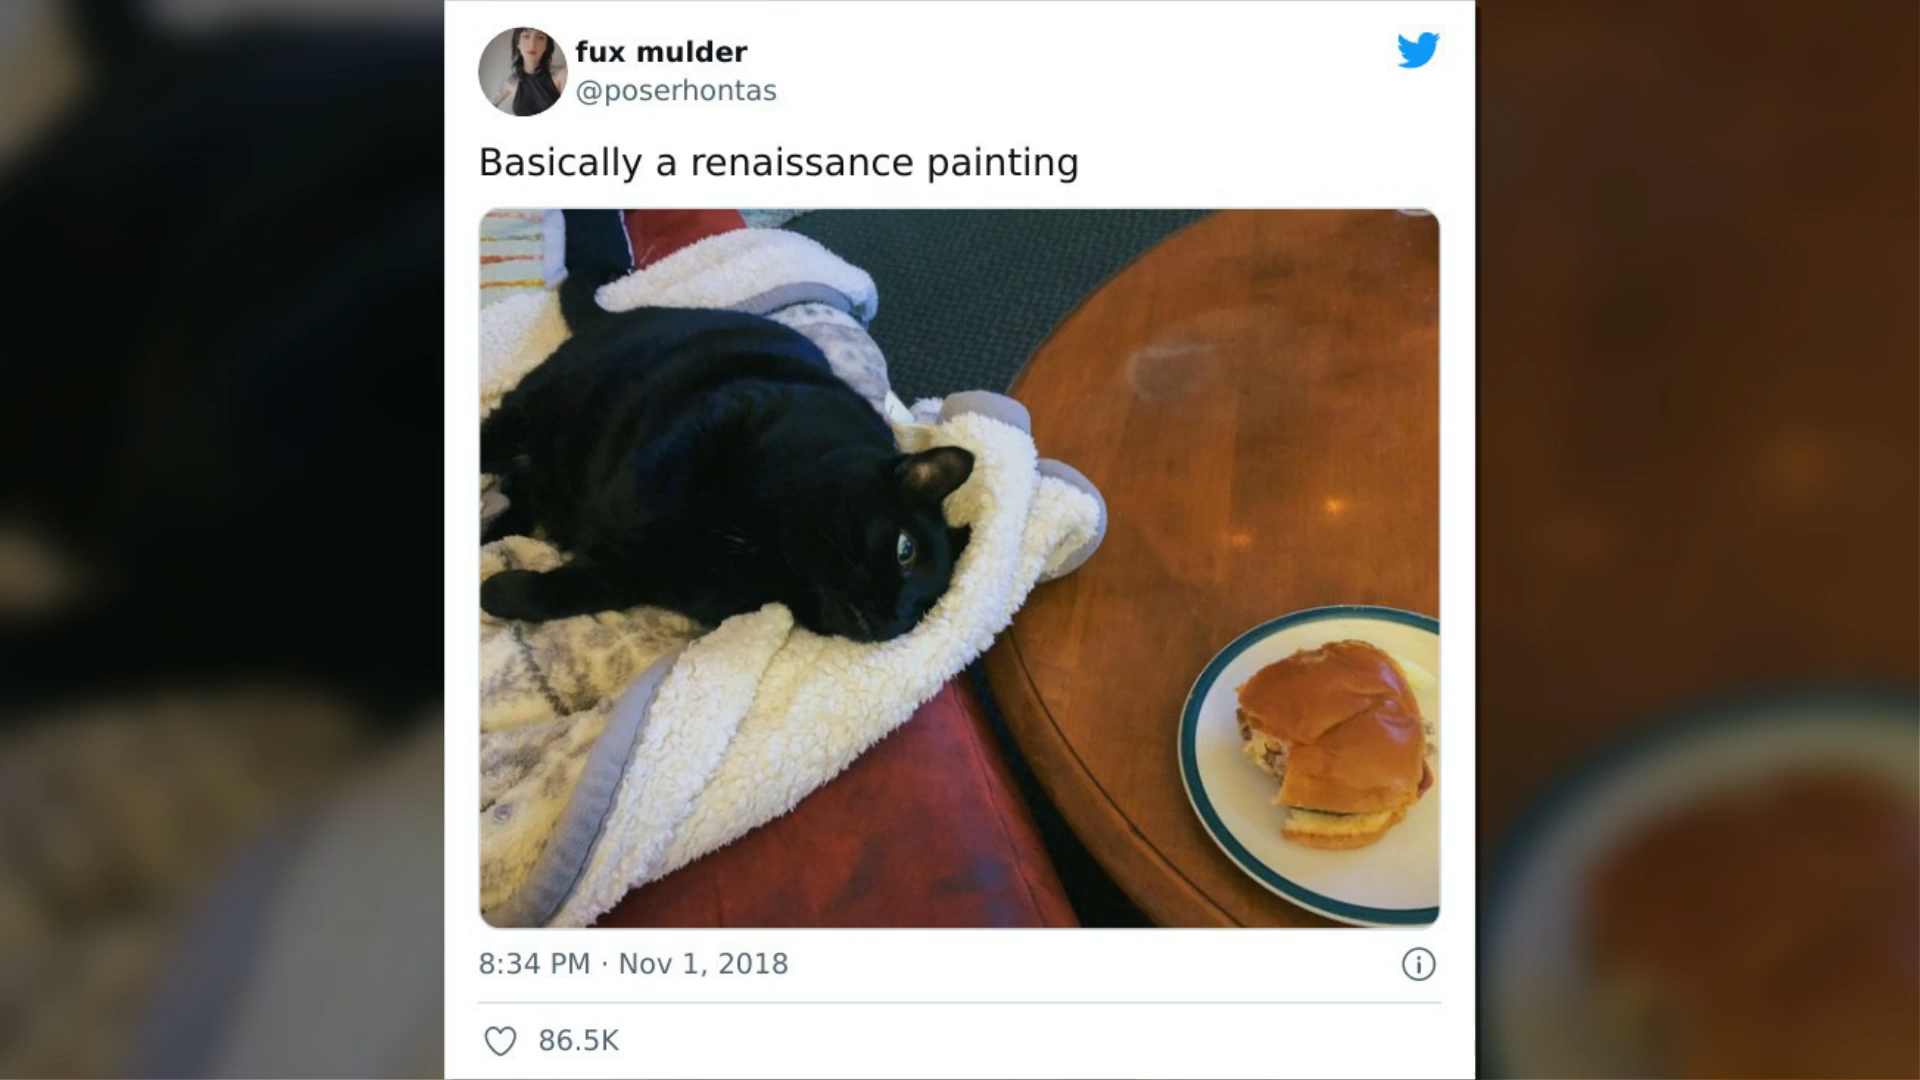 fux mulder
@poserhontas
Basically a renaissance painting
8:34 PM · Nov 1, 2018
86.5K